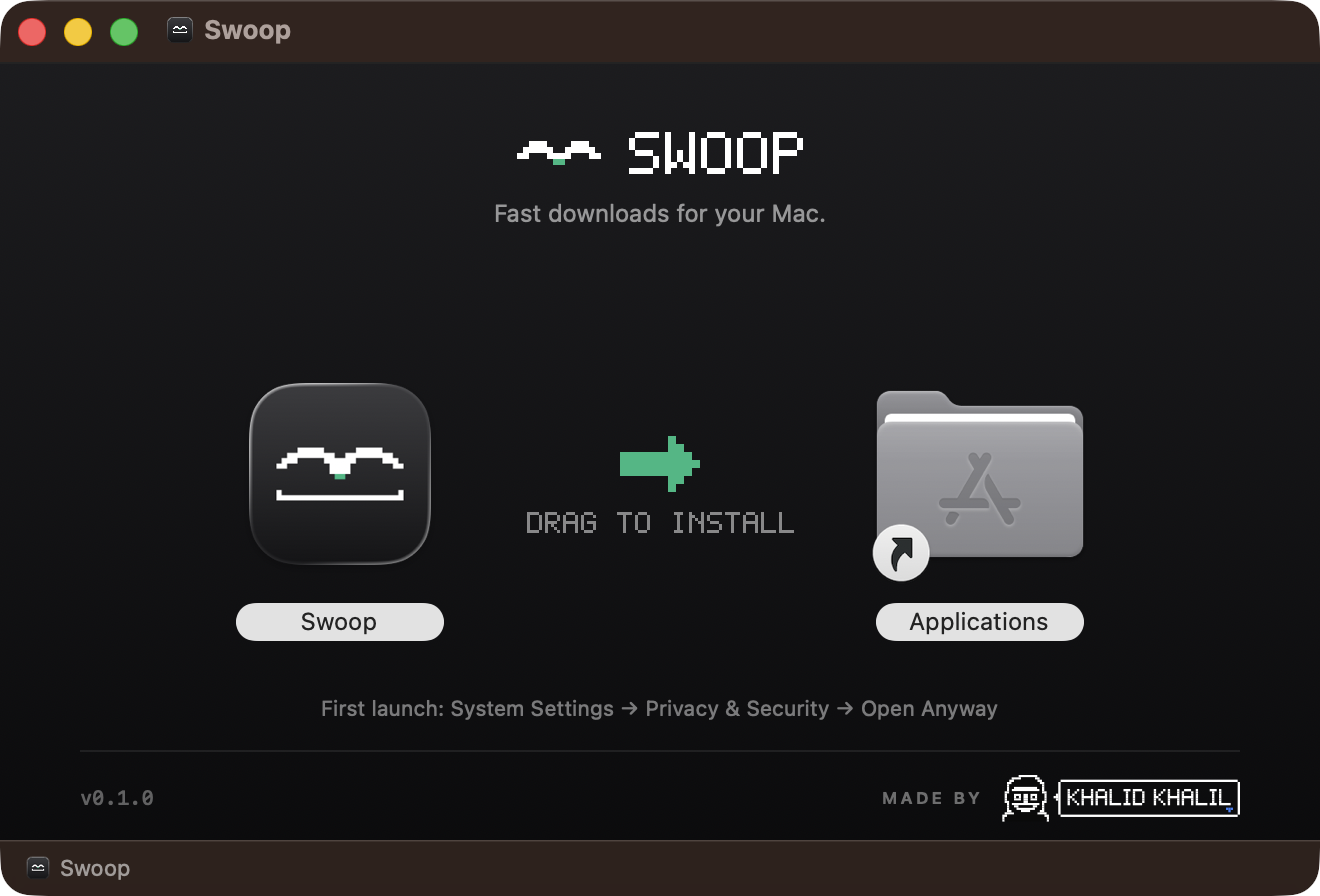 Swoop
SWOOP
Fast downloads for your Mac.
DRAG TO INSTALL
Swoop
Applications
First launch: System Settings → Privacy & Security → Open Anyway
v0.1.0
MADE BY
KHALID KHALIL
Swoop